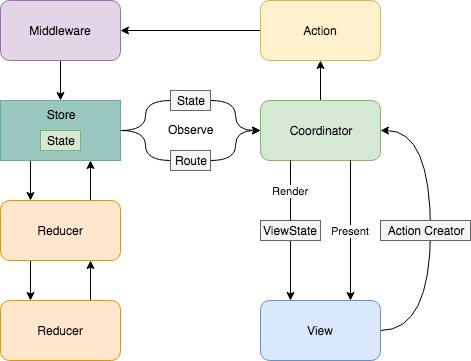 Middleware
Action
Store
State
State
Observe
Route
Coordinator
Render
ViewState
Present
Action Creator
Reducer
Reducer
View